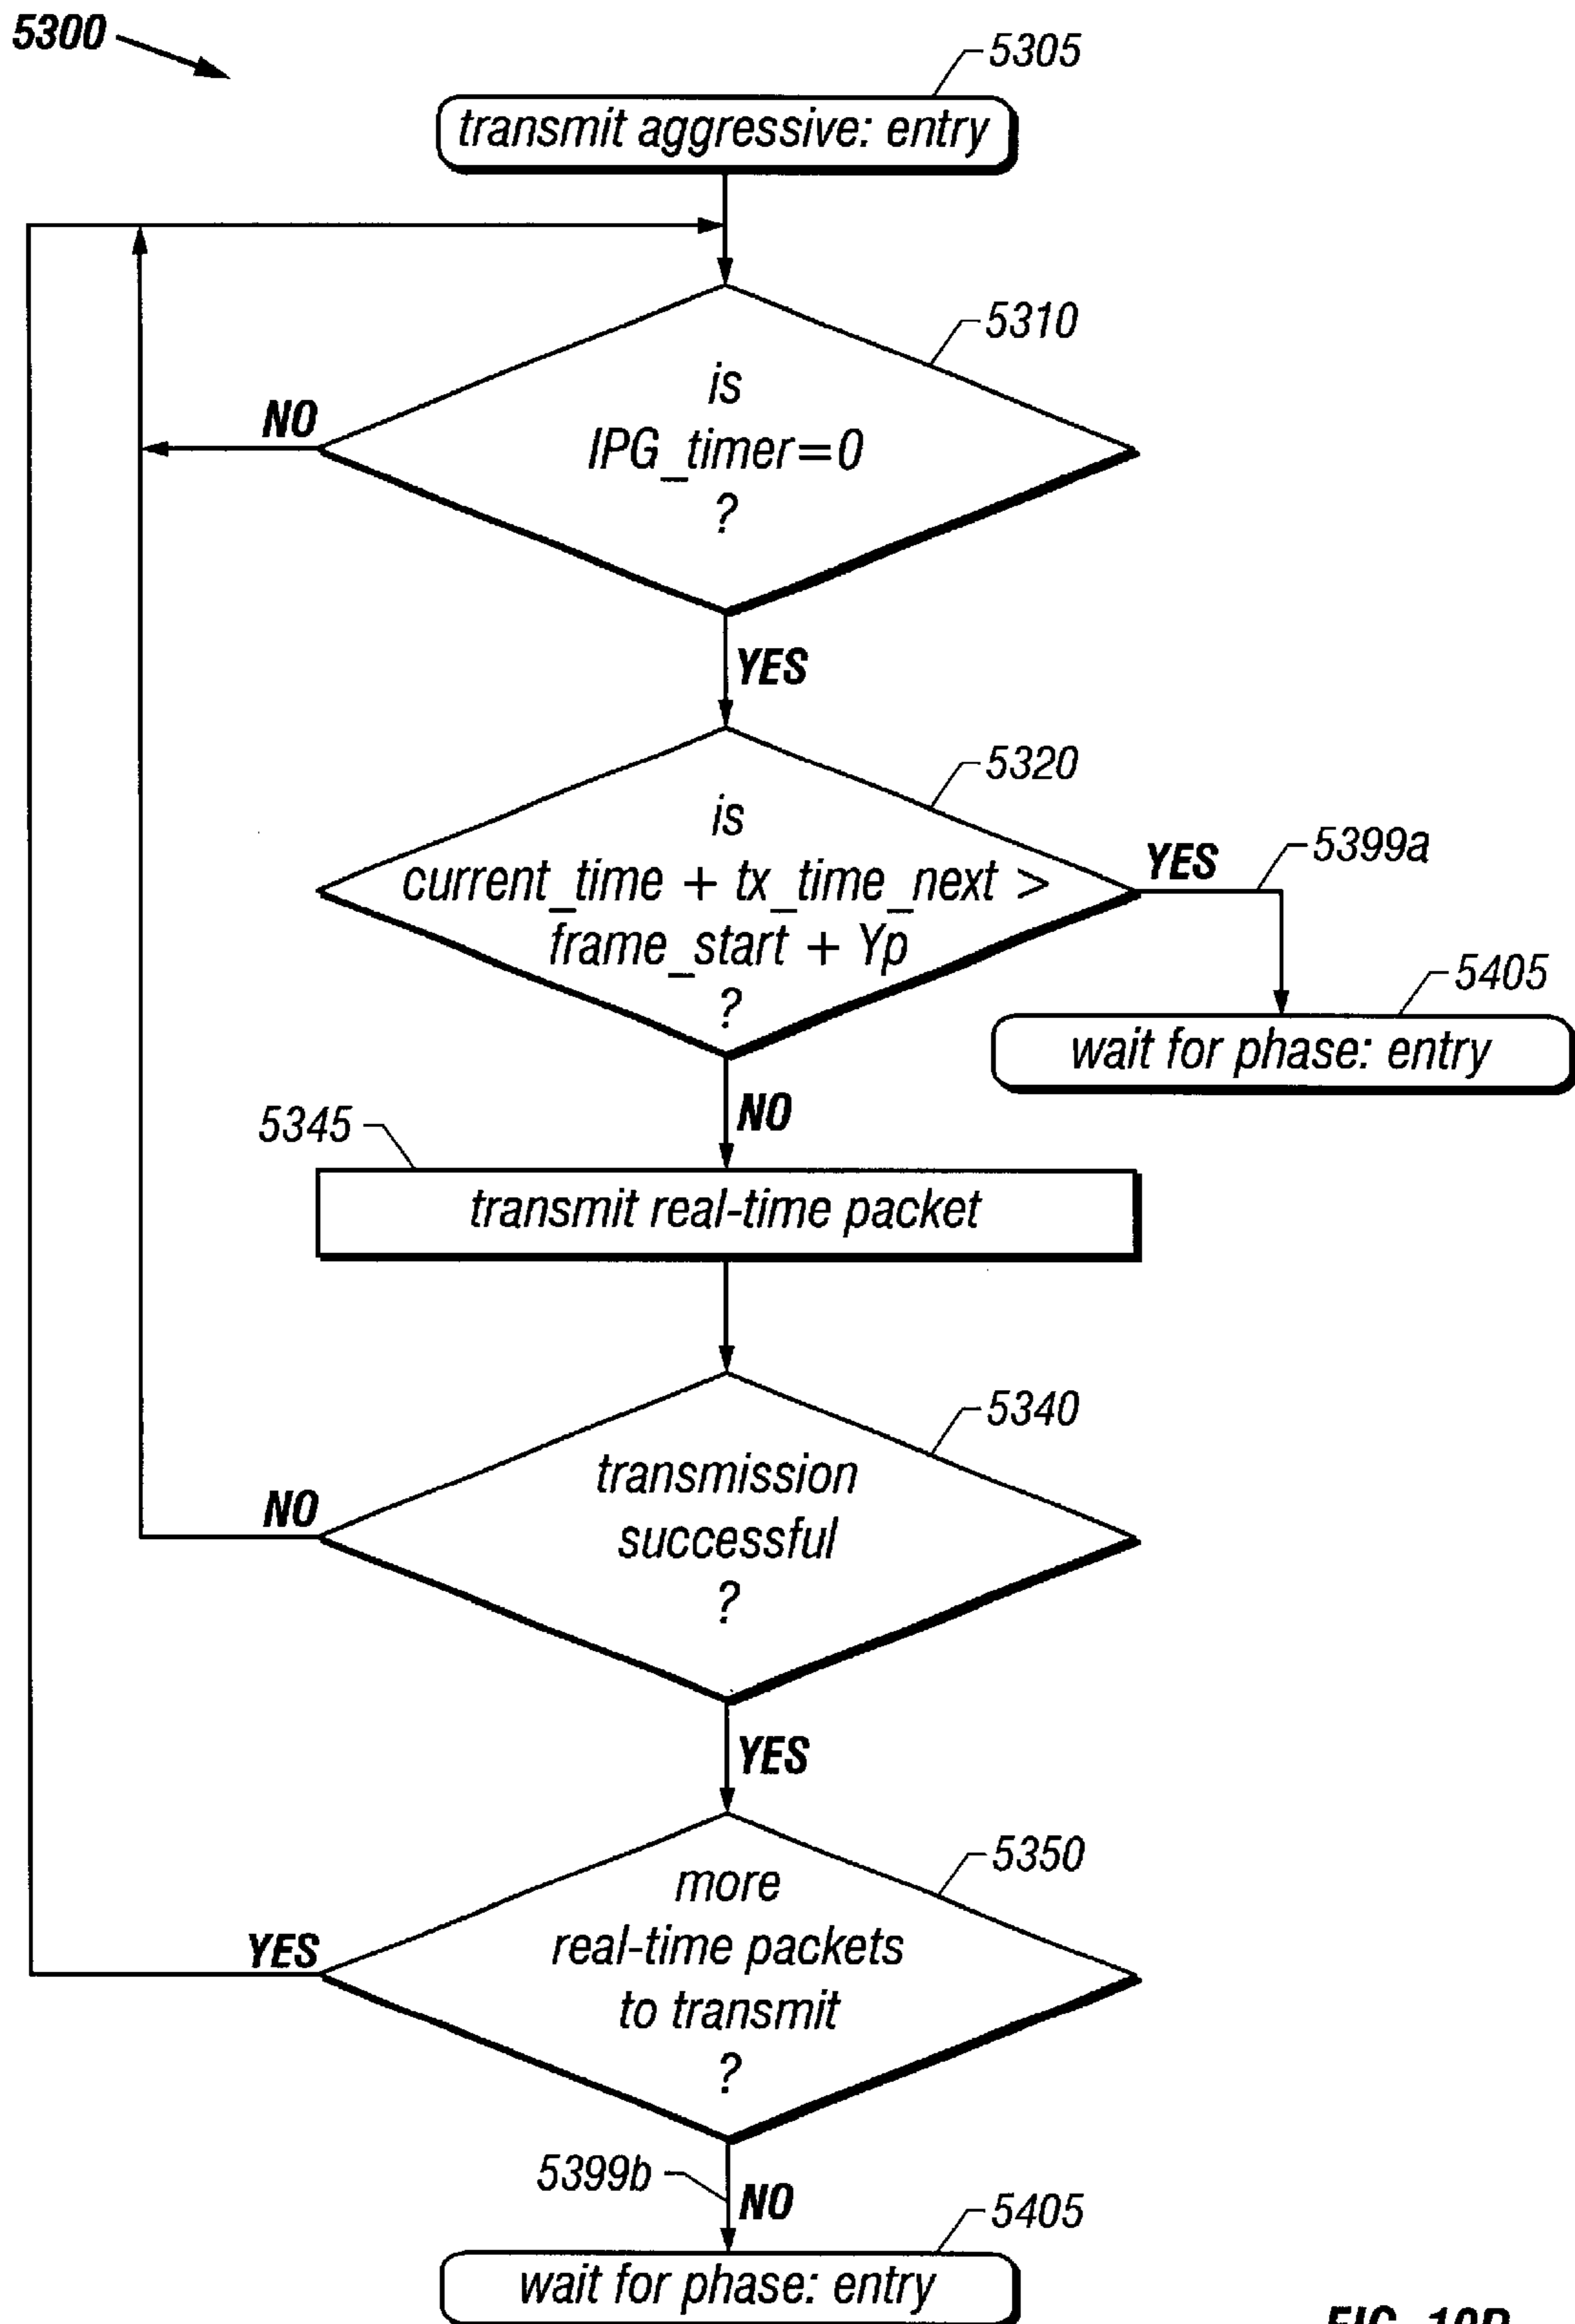 5300
5305
transmit aggressive: entry
5310
is
IPG_timer=0
?
NO
YES
5320
is
current_time + tx_time_next >
frame_start + Yp
?
YES
5399a
5405
wait for phase: entry
NO
5345
transmit real-time packet
5340
transmission
successful
?
NO
YES
5350
more
real-time packets
to transmit
?
YES
5399b
NO
5405
wait for phase: entry